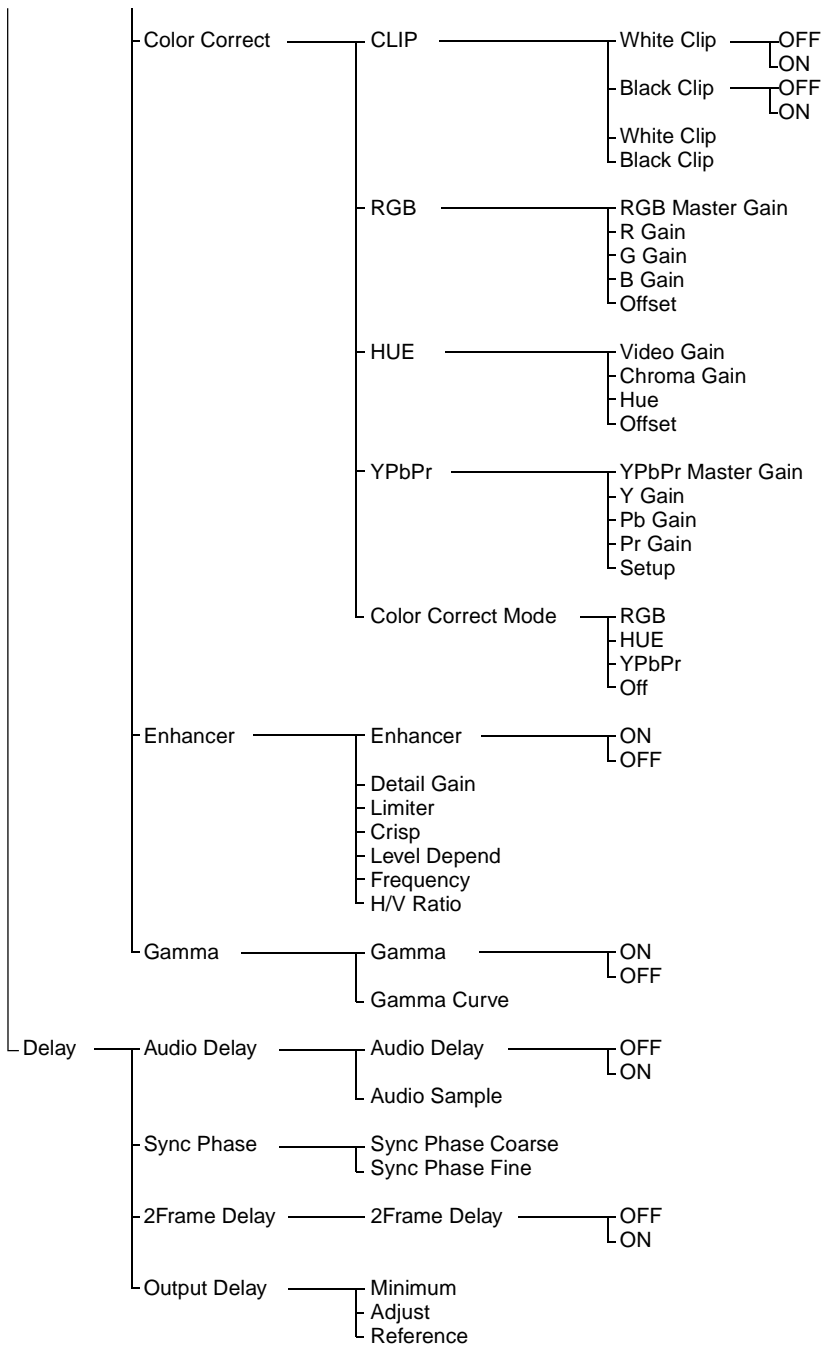 Color Correct CLIP White Clip OFF
ON
Black Clip OFF
ON
White Clip
Black Clip
RGB RGB Master Gain
R Gain
G Gain
B Gain
Offset
HUE Video Gain
Chroma Gain
Hue
Offset
YPbPr YPbPr Master Gain
Y Gain
Pb Gain
Pr Gain
Setup
Color Correct Mode RGB
HUE
YPbPr
Off
Enhancer Enhancer ON
OFF
Detail Gain
Limiter
Crisp
Level Depend
Frequency
H/V Ratio
Gamma Gamma ON
OFF
Gamma Curve
Delay Audio Delay Audio Delay OFF
ON
Audio Sample
Sync Phase Sync Phase Coarse
Sync Phase Fine
2Frame Delay 2Frame Delay OFF
ON
Output Delay Minimum
Adjust
Reference